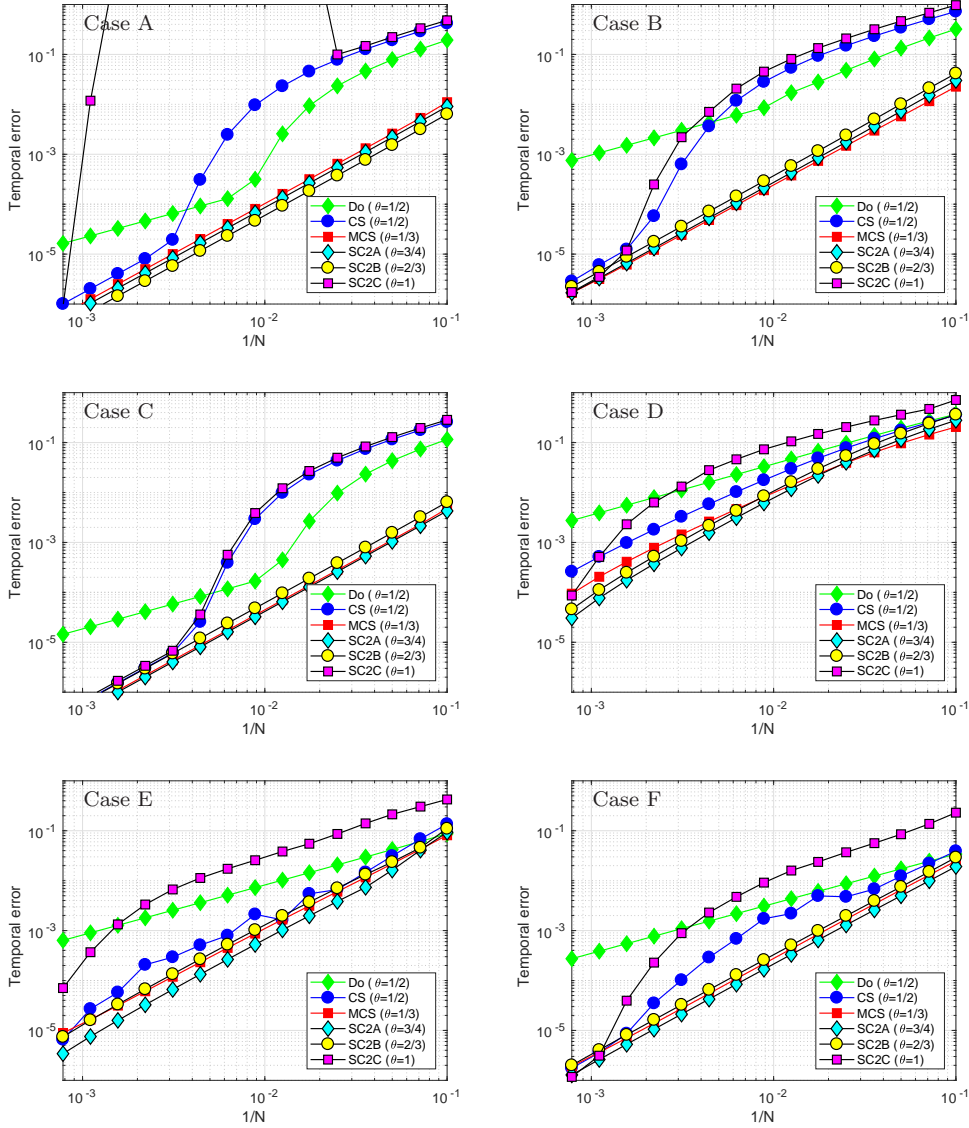 Case A
Temporal error
10^-1
10^-3
10^-5
10^-3
10^-2
10^-1
1/N
Do (θ=1/2)
CS (θ=1/2)
MCS (θ=1/3)
SC2A (θ=3/4)
SC2B (θ=2/3)
SC2C (θ=1)
Case B
Temporal error
10^-1
10^-3
10^-5
10^-3
10^-2
10^-1
1/N
Do (θ=1/2)
CS (θ=1/2)
MCS (θ=1/3)
SC2A (θ=3/4)
SC2B (θ=2/3)
SC2C (θ=1)
Case C
Temporal error
10^-1
10^-3
10^-5
10^-3
10^-2
10^-1
1/N
Do (θ=1/2)
CS (θ=1/2)
MCS (θ=1/3)
SC2A (θ=3/4)
SC2B (θ=2/3)
SC2C (θ=1)
Case D
Temporal error
10^-1
10^-3
10^-5
10^-3
10^-2
10^-1
1/N
Do (θ=1/2)
CS (θ=1/2)
MCS (θ=1/3)
SC2A (θ=3/4)
SC2B (θ=2/3)
SC2C (θ=1)
Case E
Temporal error
10^-1
10^-3
10^-5
10^-3
10^-2
10^-1
1/N
Do (θ=1/2)
CS (θ=1/2)
MCS (θ=1/3)
SC2A (θ=3/4)
SC2B (θ=2/3)
SC2C (θ=1)
Case F
Temporal error
10^-1
10^-3
10^-5
10^-3
10^-2
10^-1
1/N
Do (θ=1/2)
CS (θ=1/2)
MCS (θ=1/3)
SC2A (θ=3/4)
SC2B (θ=2/3)
SC2C (θ=1)